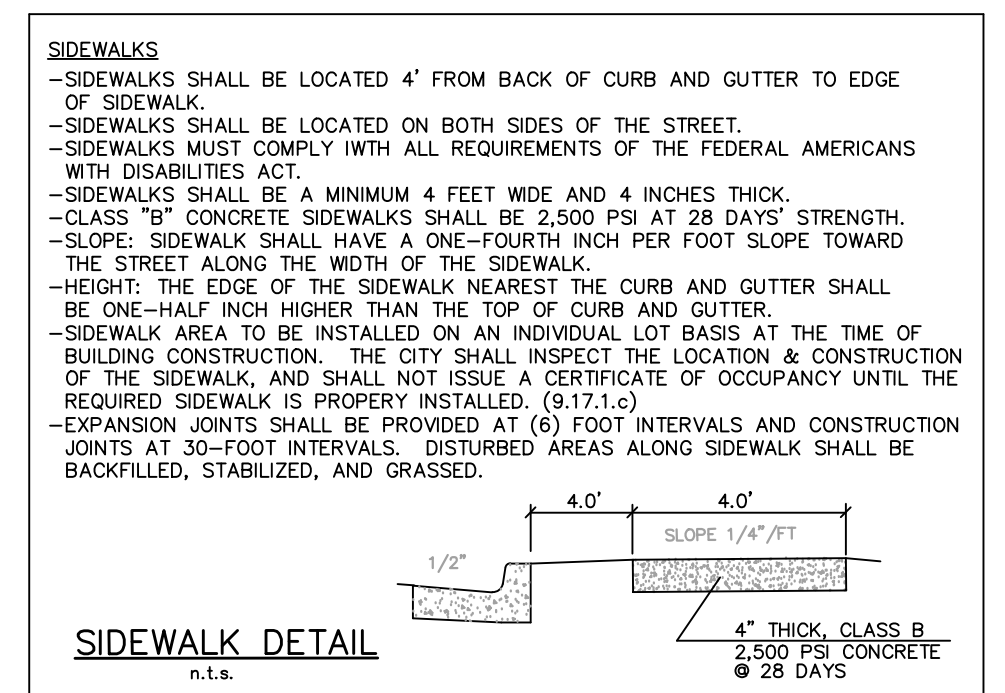 SIDEWALKS
-SIDEWALKS SHALL BE LOCATED 4' FROM BACK OF CURB AND GUTTER TO EDGE
OF SIDEWALK.
-SIDEWALKS SHALL BE LOCATED ON BOTH SIDES OF THE STREET.
-SIDEWALKS MUST COMPLY IWTH ALL REQUIREMENTS OF THE FEDERAL AMERICANS
WITH DISABILITIES ACT.
-SIDEWALKS SHALL BE A MINIMUM 4 FEET WIDE AND 4 INCHES THICK.
-CLASS "B" CONCRETE SIDEWALKS SHALL BE 2,500 PSI AT 28 DAYS' STRENGTH.
-SLOPE: SIDEWALK SHALL HAVE A ONE-FOURTH INCH PER FOOT SLOPE TOWARD
THE STREET ALONG THE WIDTH OF THE SIDEWALK.
-HEIGHT: THE EDGE OF THE SIDEWALK NEAREST THE CURB AND GUTTER SHALL
BE ONE-HALF INCH HIGHER THAN THE TOP OF CURB AND GUTTER.
-SIDEWALK AREA TO BE INSTALLED ON AN INDIVIDUAL LOT BASIS AT THE TIME OF
BUILDING CONSTRUCTION. THE CITY SHALL INSPECT THE LOCATION & CONSTRUCTION
OF THE SIDEWALK, AND SHALL NOT ISSUE A CERTIFICATE OF OCCUPANCY UNTIL THE
REQUIRED SIDEWALK IS PROPERY INSTALLED. (9.17.1.c)
-EXPANSION JOINTS SHALL BE PROVIDED AT (6) FOOT INTERVALS AND CONSTRUCTION
JOINTS AT 30-FOOT INTERVALS. DISTURBED AREAS ALONG SIDEWALK SHALL BE
BACKFILLED, STABILIZED, AND GRASSED.
4.0' 4.0'
SLOPE 1/4"/FT
1/2"
4" THICK, CLASS B
2,500 PSI CONCRETE
@ 28 DAYS
SIDEWALK DETAIL
n.t.s.